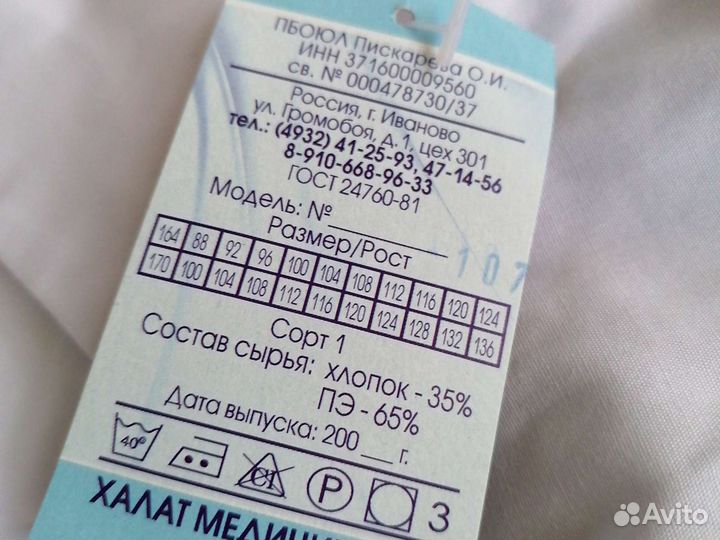 ПБОЮЛ Пискарева О.И.
ИНН 371600009560
св. № 000478730/37
Россия, г. Иваново
ул. Громобоя, д.1, цех 301
тел.: (4932) 41-25-93, 47-14-56
8-910-668-96-33
ГОСТ 24760-81
Модель: №
107
Размер/Рост
164 88 92 96 100 104 108 112 116 120 124
170 100 104 108 112 116 120 124 128 132 136
Сорт 1
Состав сырья: хлопок - 35%
ПЭ - 65%
Дата выпуска: 200___ г.
40° Cl P 3
ХАЛАТ
Avito